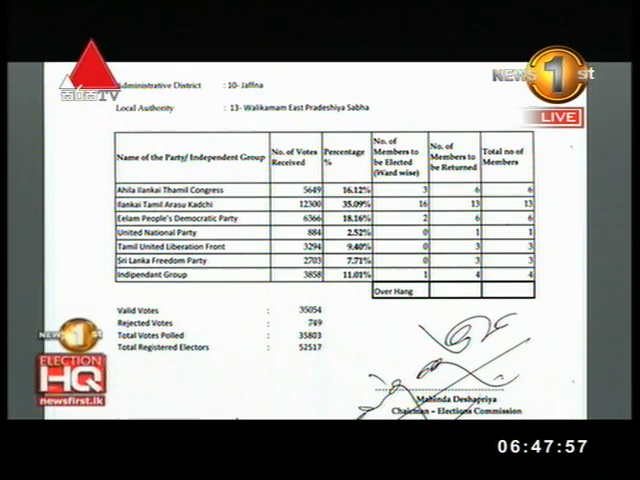 සිරස TV
NEWS 1st
LIVE
Administrative District : 10- Jaffna
Local Authority : 13- Walikamam East Pradeshiya Sabha
Name of the Party/ Independent Group No. of Votes Received Percentage % No. of Members to be Elected (Ward wise) No. of Members to be Returned Total no of Members
Ahila Ilankai Thamil Congress 5649 16.12% 3 6 6
Ilankai Tamil Arasu Kadchi 12300 35.09% 16 13 13
Eelam People's Democratic Party 6366 18.16% 2 6 6
United National Party 884 2.52% 0 1 1
Tamil United Liberation Front 3294 9.40% 0 3 3
Sri Lanka Freedom Party 2703 7.71% 0 3 3
Indipendant Group 3858 11.01% 1 4 4
Over Hang
Valid Votes : 35054
Rejected Votes : 749
Total Votes Polled : 35803
Total Registered Electors : 52517
Mahinda Deshapriya
Chairman – Elections Commission
NEWS 1st
ELECTION
HQ
newsfirst.lk
06:47:57